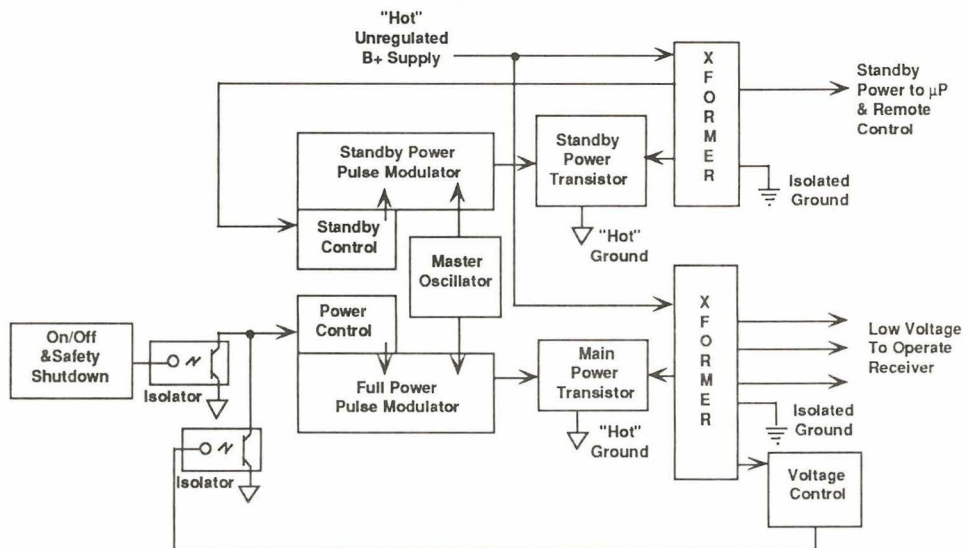 "Hot"
Unregulated
B+ Supply
X
F
O
R
M
E
R
Standby
Power to µP
& Remote
Control
Standby Power
Pulse Modulator
Standby
Power
Transistor
Isolated
Ground
Standby
Control
"Hot"
Ground
Master
Oscillator
Power
Control
On/Off
&Safety
Shutdown
Isolator
Full Power
Pulse Modulator
Main
Power
Transistor
X
F
O
R
M
E
R
Low Voltage
To Operate
Receiver
"Hot"
Ground
Isolated
Ground
Isolator
Voltage
Control